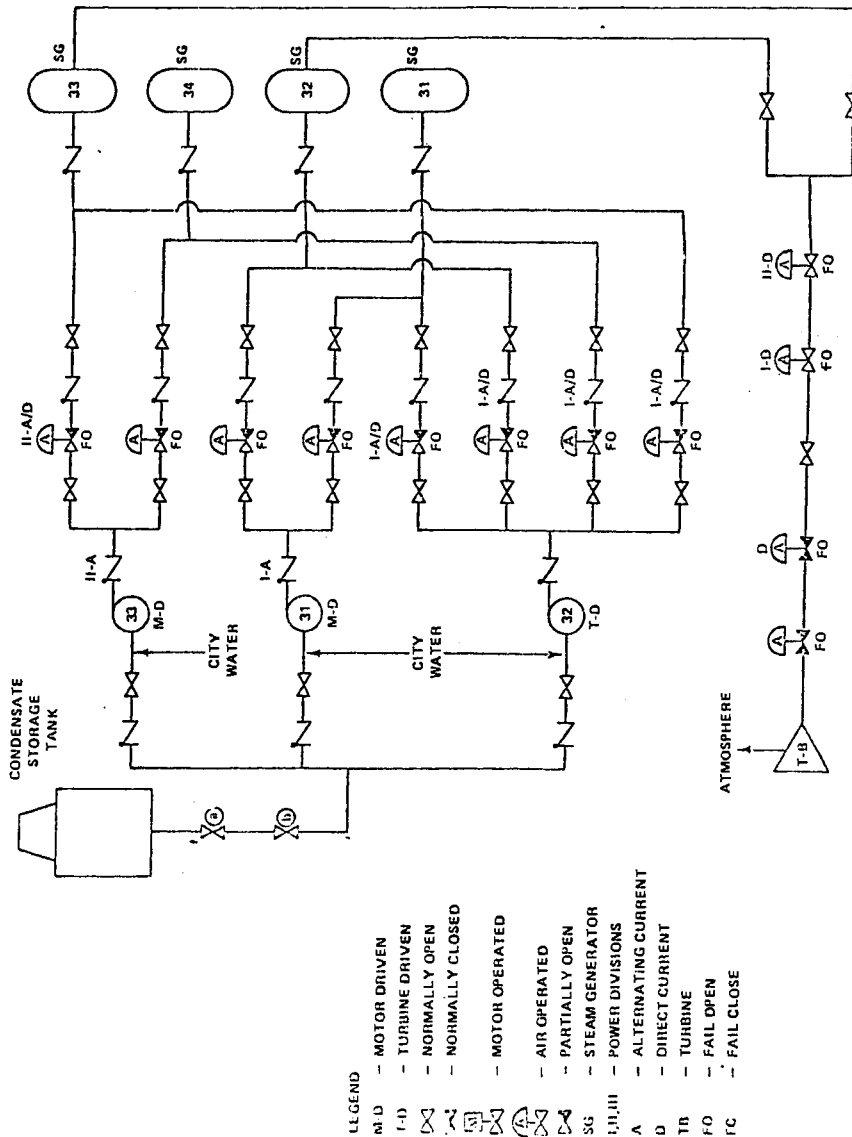 CONDENSATE
STORAGE
TANK
a
b
33
M-D
II-A
CITY
WATER
31
M-D
I-A
CITY
WATER
32
T-D
II-A/D
A
FO
A
FO
A
FO
A
FO
I-A/D
A
FO
I-A/D
A
FO
I-A/D
A
FO
I-A/D
A
FO
33
SG
34
SG
32
SG
31
SG
ATMOSPHERE
T-B
A
FO
D
A
FO
I-D
A
FO
II-D
A
FO
LEGEND
M-D – MOTOR DRIVEN
T-D – TURBINE DRIVEN
– NORMALLY OPEN
– NORMALLY CLOSED
M – MOTOR OPERATED
A – AIR OPERATED
– PARTIALLY OPEN
SG – STEAM GENERATOR
I,II,III – POWER DIVISIONS
A – ALTERNATING CURRENT
D – DIRECT CURRENT
TB – TURBINE
FO – FAIL OPEN
FC – FAIL CLOSE